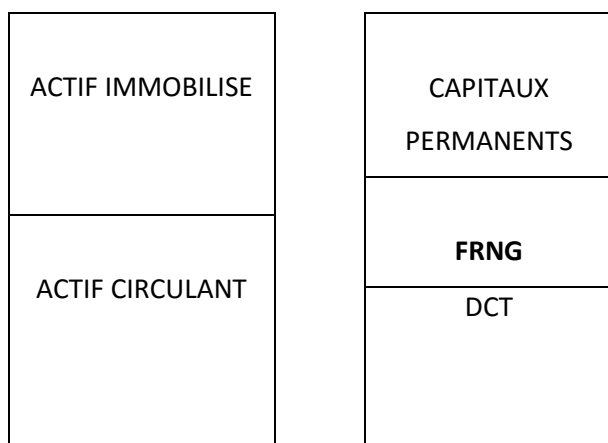 ACTIF IMMOBILISE
ACTIF CIRCULANT
CAPITAUX
PERMANENTS
FRNG
DCT